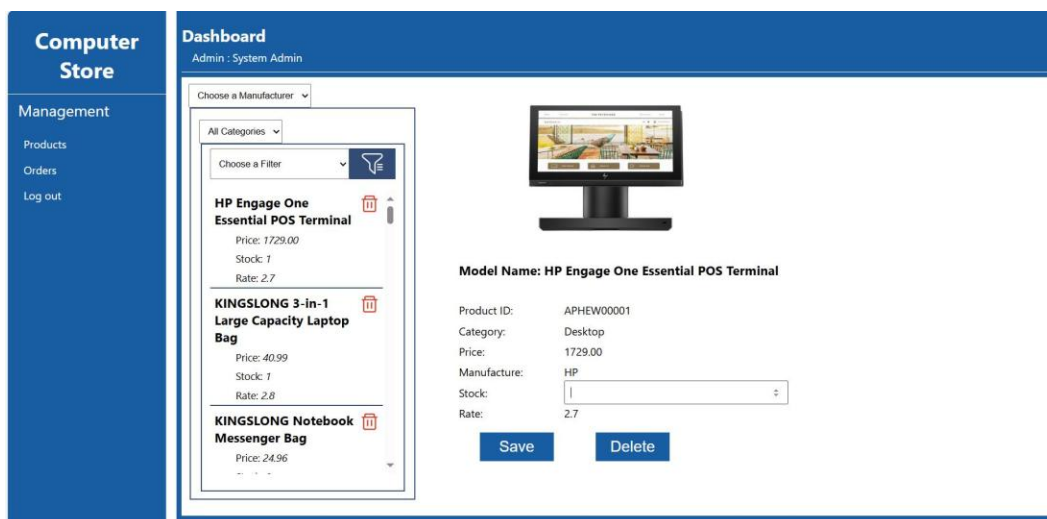 Computer
Store
Management
Products
Orders
Log out
Dashboard
Admin : System Admin
Choose a Manufacturer
All Categories
Choose a Filter
HP Engage One
Essential POS Terminal
Price: 1729.00
Stock: 1
Rate: 2.7
KINGSLONG 3-in-1
Large Capacity Laptop
Bag
Price: 40.99
Stock: 1
Rate: 2.8
KINGSLONG Notebook
Messenger Bag
Price: 24.96
Model Name: HP Engage One Essential POS Terminal
Product ID: APHEW00001
Category: Desktop
Price: 1729.00
Manufacture: HP
Stock:
Rate: 2.7
Save Delete